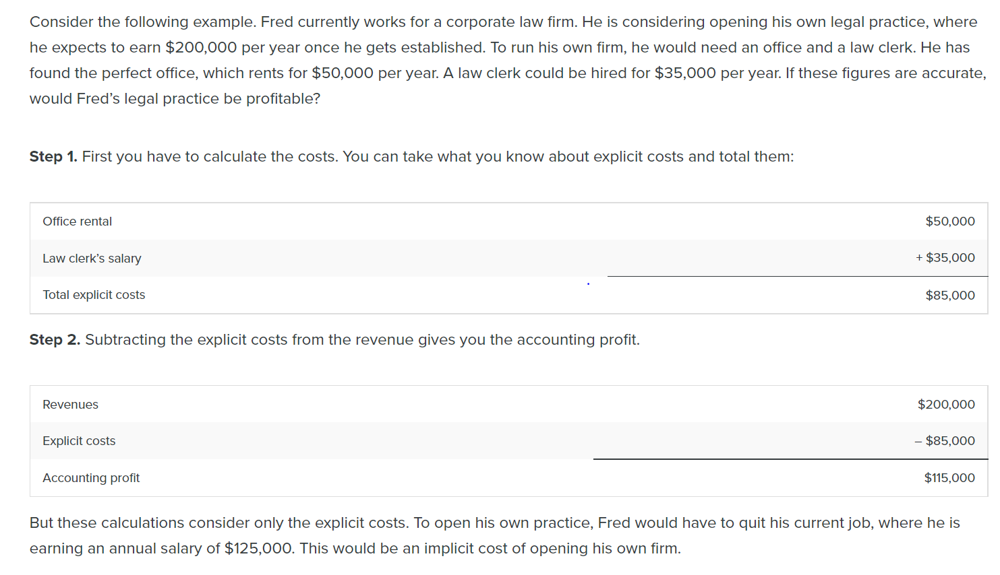 Consider the following example. Fred currently works for a corporate law firm. He is considering opening his own legal practice, where
he expects to earn $200,000 per year once he gets established. To run his own firm, he would need an office and a law clerk. He has
found the perfect office, which rents for $50,000 per year. A law clerk could be hired for $35,000 per year. If these figures are accurate,
would Fred’s legal practice be profitable?
Step 1. First you have to calculate the costs. You can take what you know about explicit costs and total them:
Office rental $50,000
Law clerk’s salary + $35,000
Total explicit costs $85,000
Step 2. Subtracting the explicit costs from the revenue gives you the accounting profit.
Revenues $200,000
Explicit costs – $85,000
Accounting profit $115,000
But these calculations consider only the explicit costs. To open his own practice, Fred would have to quit his current job, where he is
earning an annual salary of $125,000. This would be an implicit cost of opening his own firm.